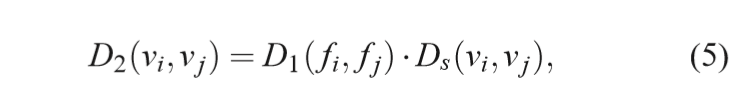 D₂(vᵢ,vⱼ) = D₁(fᵢ,fⱼ)·Dₛ(vᵢ,vⱼ), (5)